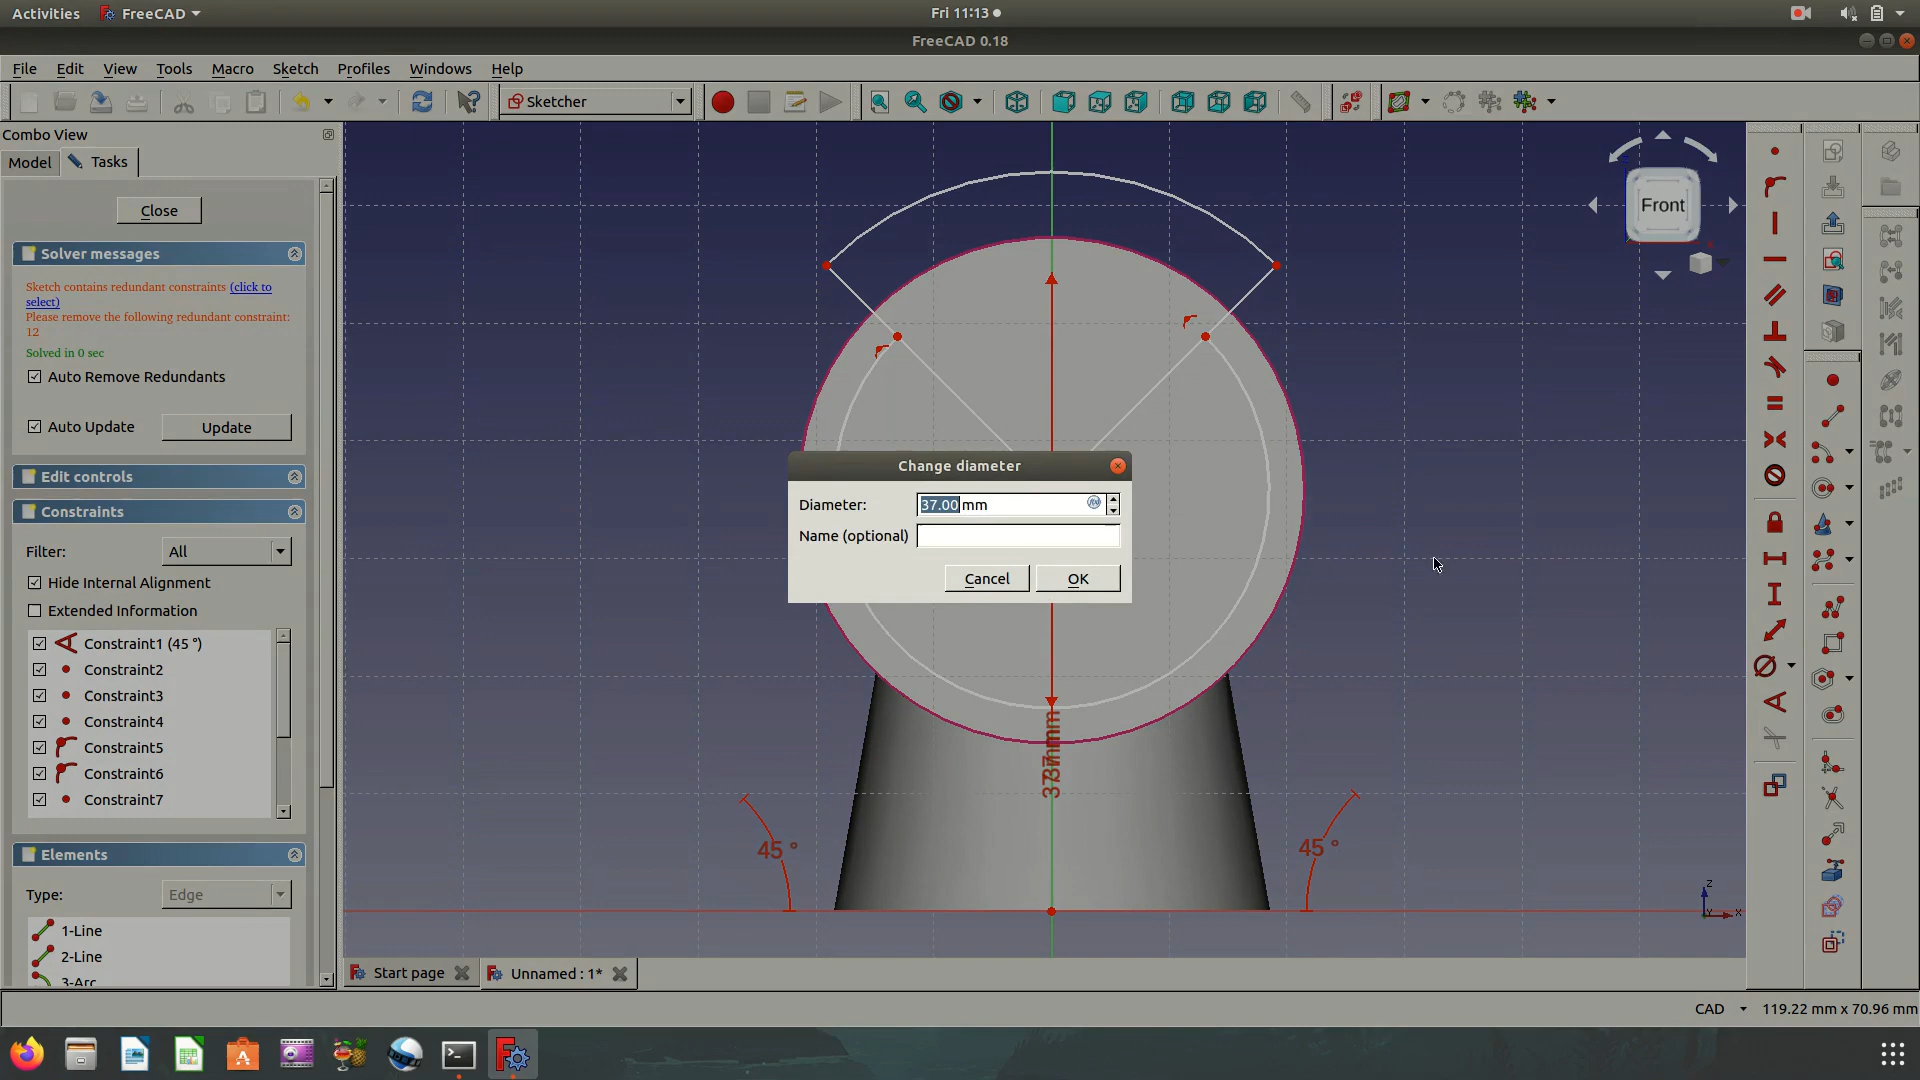 Activities
FreeCAD
Fri 11:13
FreeCAD 0.18
File Edit View Tools Macro Sketch Profiles Windows Help
Sketcher
Combo View
Model
Tasks
Close
Solver messages
Sketch contains redundant constraints (click to
select)
Please remove the following redundant constraint:
12
Solved in 0 sec
Auto Remove Redundants
Auto Update
Update
Edit controls
Constraints
Filter:
All
Hide Internal Alignment
Extended Information
Constraint1 (45 °)
Constraint2
Constraint3
Constraint4
Constraint5
Constraint6
Constraint7
Elements
Type:
Edge
1-Line
2-Line
3-Arc
Front
Change diameter
Diameter:
37.00 mm
Name (optional)
Cancel
OK
45 °
45 °
Z
X
Start page
Unnamed : 1*
CAD
119.22 mm x 70.96 mm